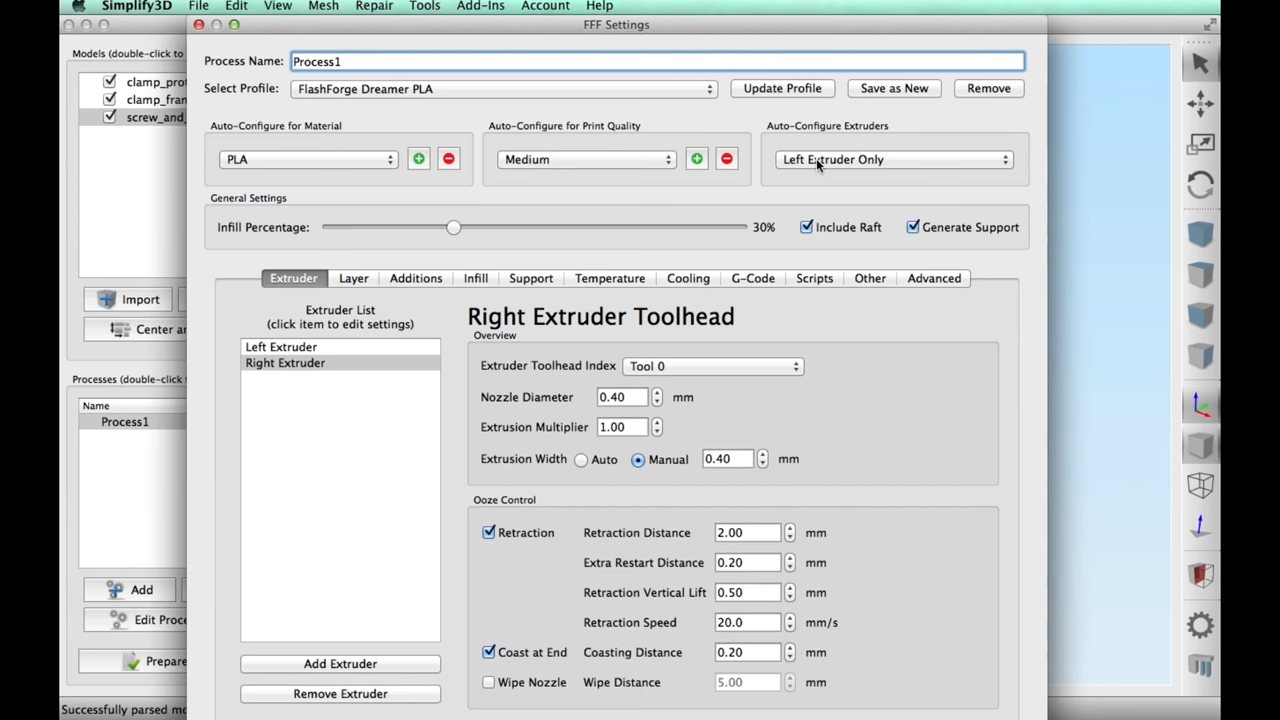 Simplify3D File Edit View Mesh Repair Tools Add-Ins Account Help
FFF Settings
Models (double-click to
clamp_prot
clamp_fran
screw_and_
Import
Center an
Processes (double-click t
Name
Process1
Add
Edit Proce
Prepare
Successfully parsed mo
Process Name: Process1
Select Profile: FlashForge Dreamer PLA Update Profile Save as New Remove
Auto-Configure for Material Auto-Configure for Print Quality Auto-Configure Extruders
PLA Medium Left Extruder Only
General Settings
Infill Percentage: 30% Include Raft Generate Support
Extruder Layer Additions Infill Support Temperature Cooling G-Code Scripts Other Advanced
Extruder List
(click item to edit settings)
Left Extruder
Right Extruder
Add Extruder
Remove Extruder
Right Extruder Toolhead
Overview
Extruder Toolhead Index Tool 0
Nozzle Diameter 0.40 mm
Extrusion Multiplier 1.00
Extrusion Width Auto Manual 0.40 mm
Ooze Control
Retraction Retraction Distance 2.00 mm
Extra Restart Distance 0.20 mm
Retraction Vertical Lift 0.50 mm
Retraction Speed 20.0 mm/s
Coast at End Coasting Distance 0.20 mm
Wipe Nozzle Wipe Distance 5.00 mm